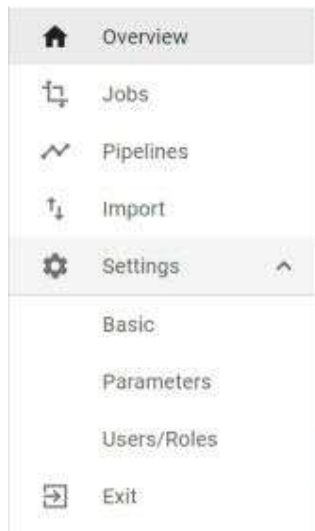 Overview
Jobs
Pipelines
Import
Settings
Basic
Parameters
Users/Roles
Exit